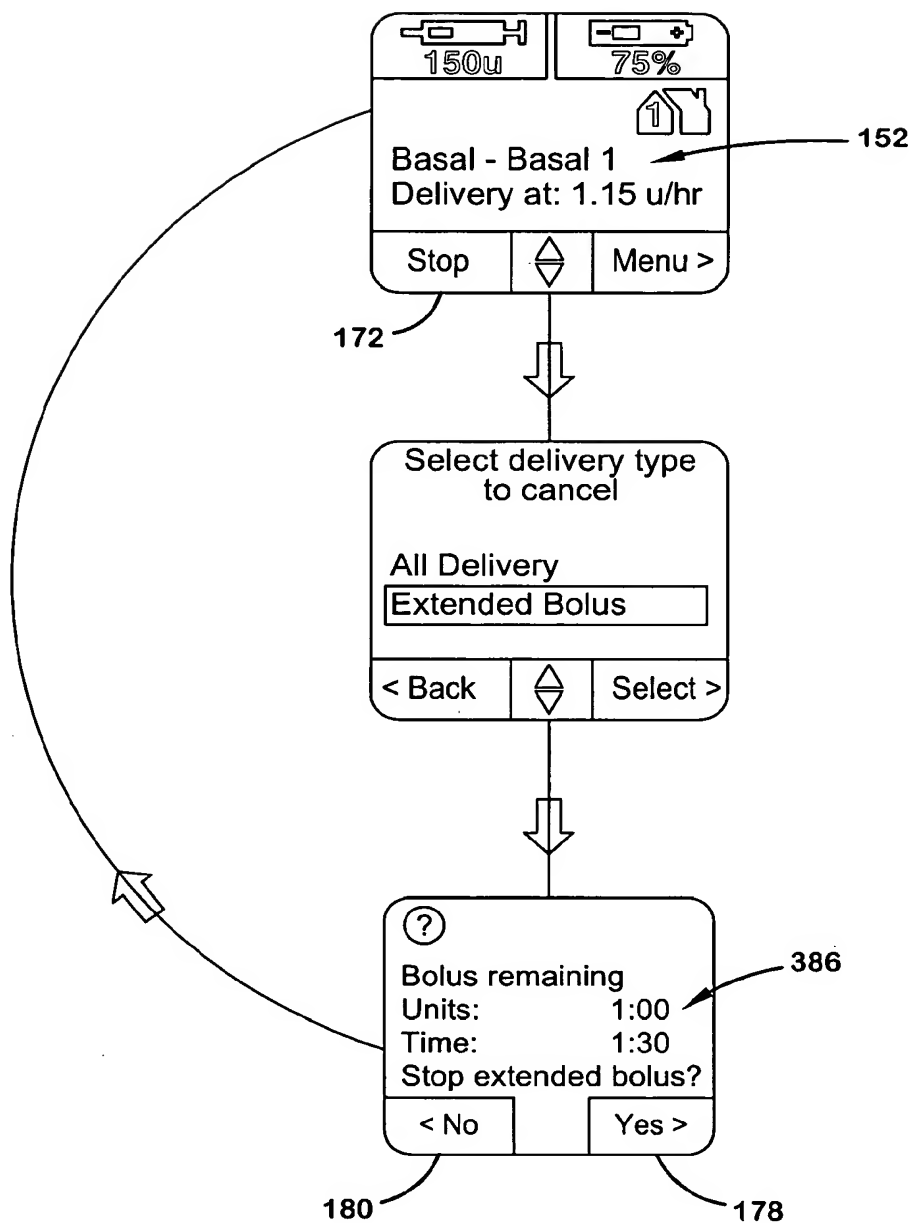 150u
75%
1
152
Basal - Basal 1
Delivery at: 1.15 u/hr
Stop
Menu >
172
Select delivery type
to cancel
All Delivery
Extended Bolus
< Back
Select >
?
386
Bolus remaining
Units: 1:00
Time: 1:30
Stop extended bolus?
< No
Yes >
180
178